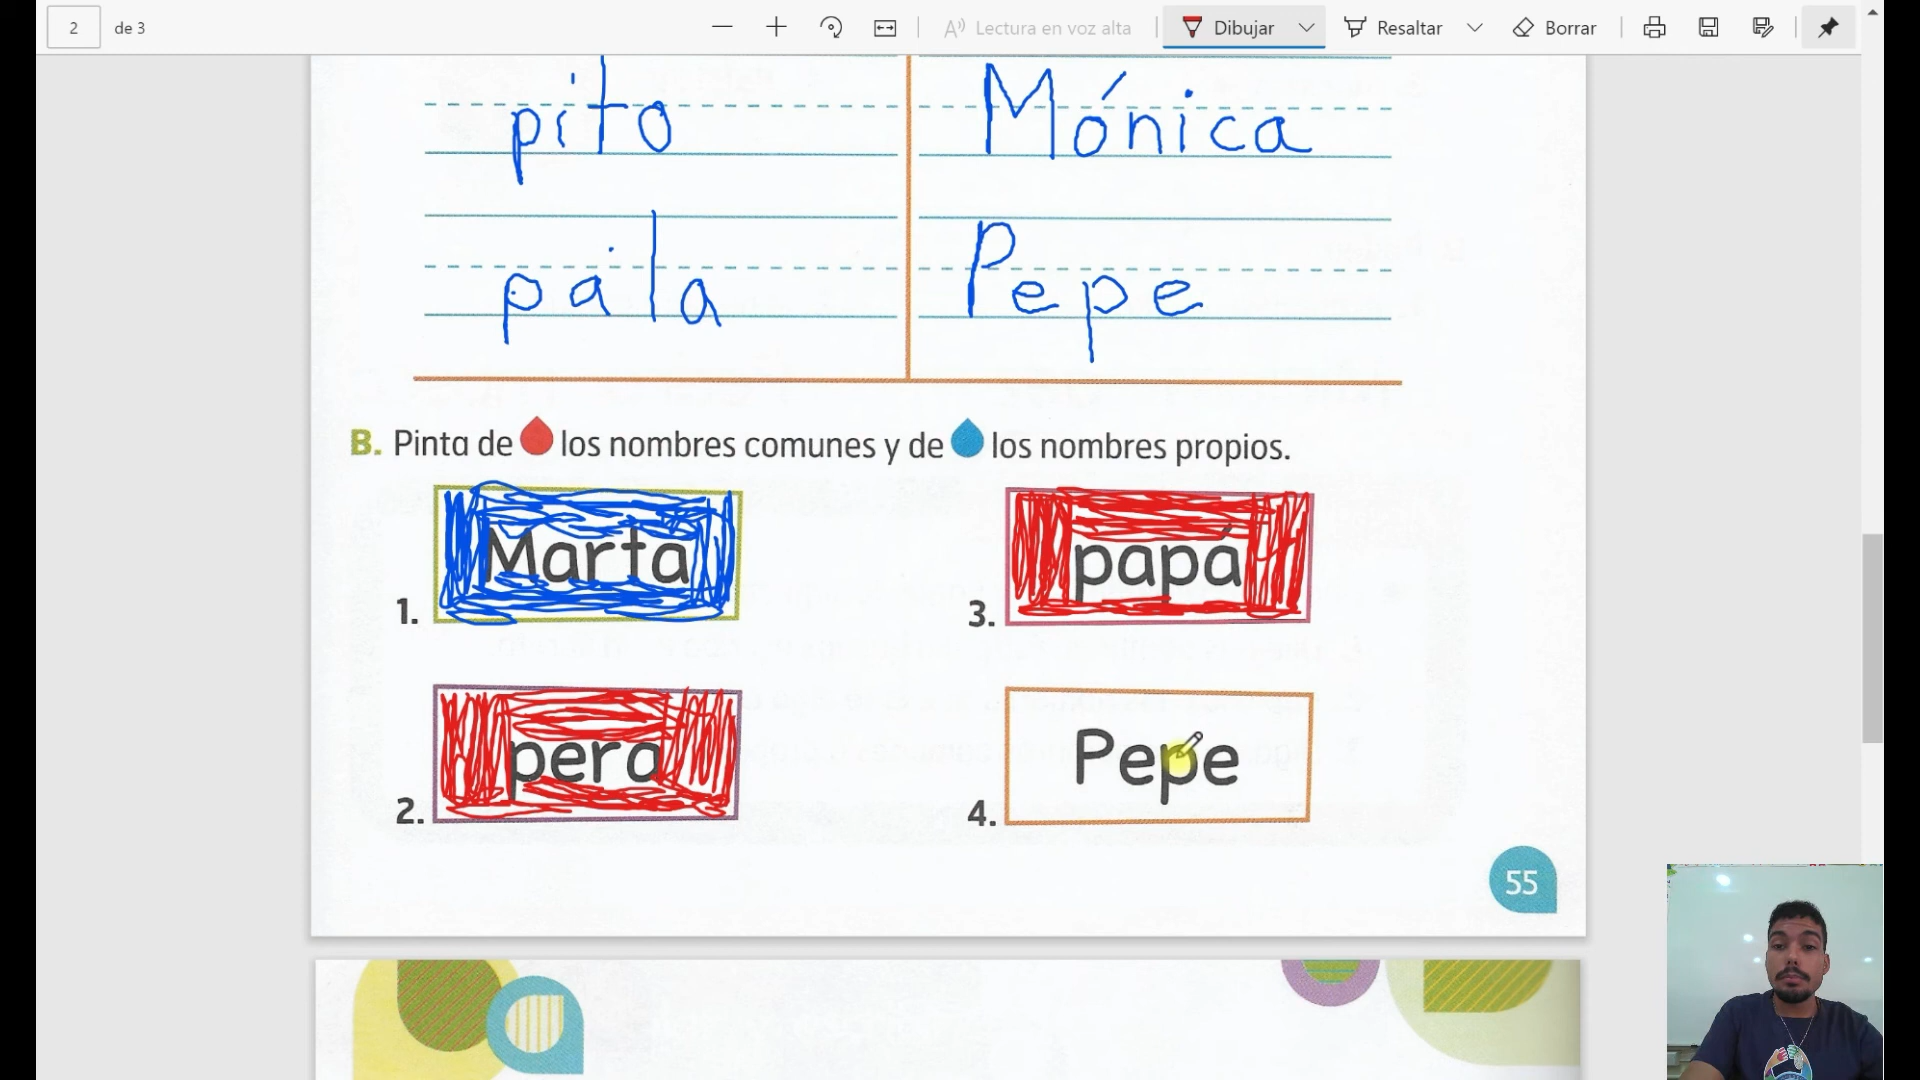 2 de 3 Lectura en voz alta Dibujar Resaltar Borrar
pito Mónica
pala Pepe
B. Pinta de los nombres comunes y de los nombres propios.
1. Marta 3. papá
2. pera 4. Pepe
55